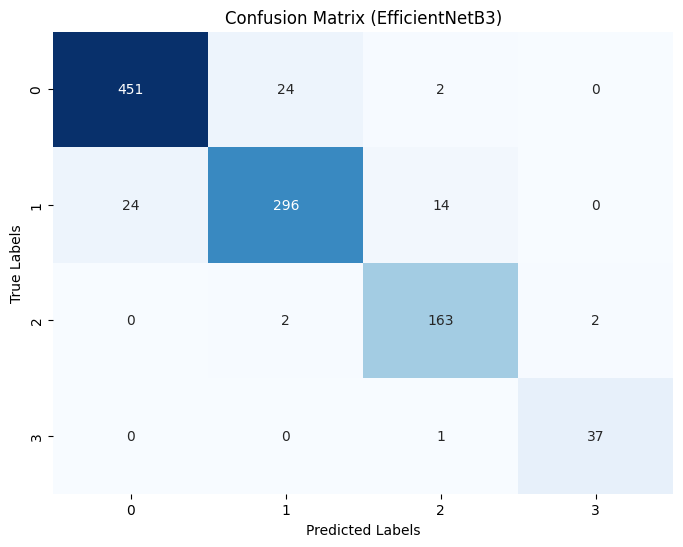 Confusion Matrix (EfficientNetB3)
True Labels
0 451 24 2 0
1 24 296 14 0
2 0 2 163 2
3 0 0 1 37
0 1 2 3
Predicted Labels